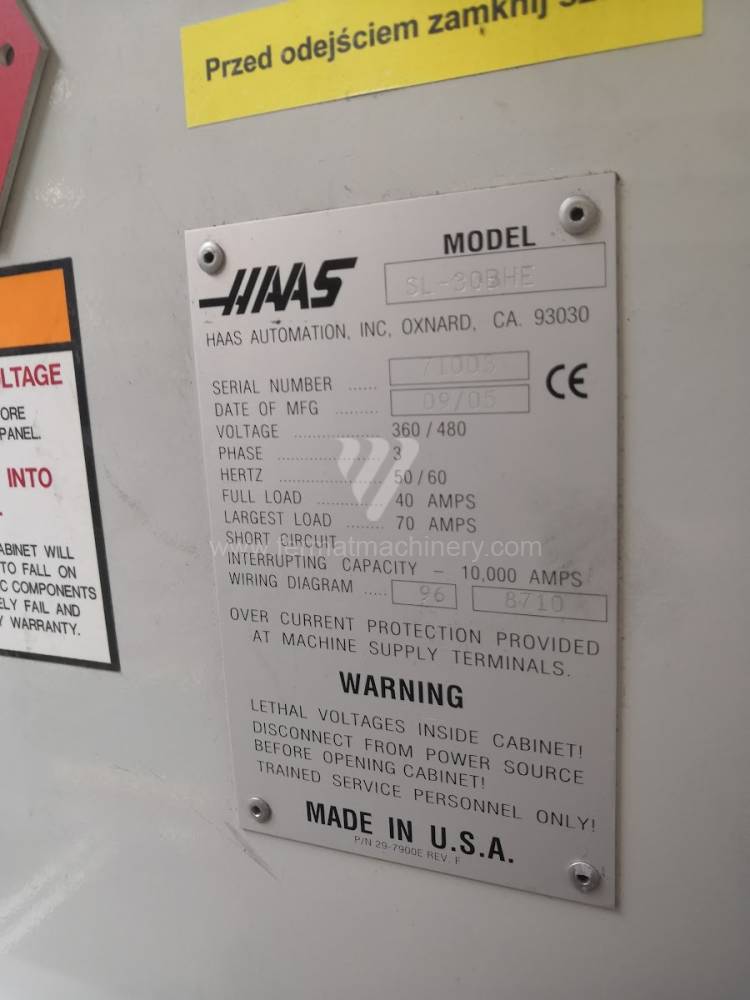 Przed odejściem zamknij
HAAS
MODEL
SL-30BHE
HAAS AUTOMATION, INC, OXNARD, CA. 93030
SERIAL NUMBER ...... 71003
DATE OF MFG ......... 09/05
CE
VOLTAGE ................ 360 / 480
PHASE .................... 3
HERTZ .................... 50 / 60
FULL LOAD ............. 40 AMPS
LARGEST LOAD ...... 70 AMPS
SHORT CIRCUIT
INTERRUPTING CAPACITY – 10,000 AMPS
WIRING DIAGRAM ..... 96 8710
OVER CURRENT PROTECTION PROVIDED
AT MACHINE SUPPLY TERMINALS.
WARNING
LETHAL VOLTAGES INSIDE CABINET!
DISCONNECT FROM POWER SOURCE
BEFORE OPENING CABINET!
TRAINED SERVICE PERSONNEL ONLY!
MADE IN U.S.A.
P/N 29-7900E REV. F
LTAGE
ORE
PANEL.
INTO
ABINET WILL
TO FALL ON
C COMPONENTS
ELY FAIL AND
Y WARRANTY.
www.fermatmachinery.com